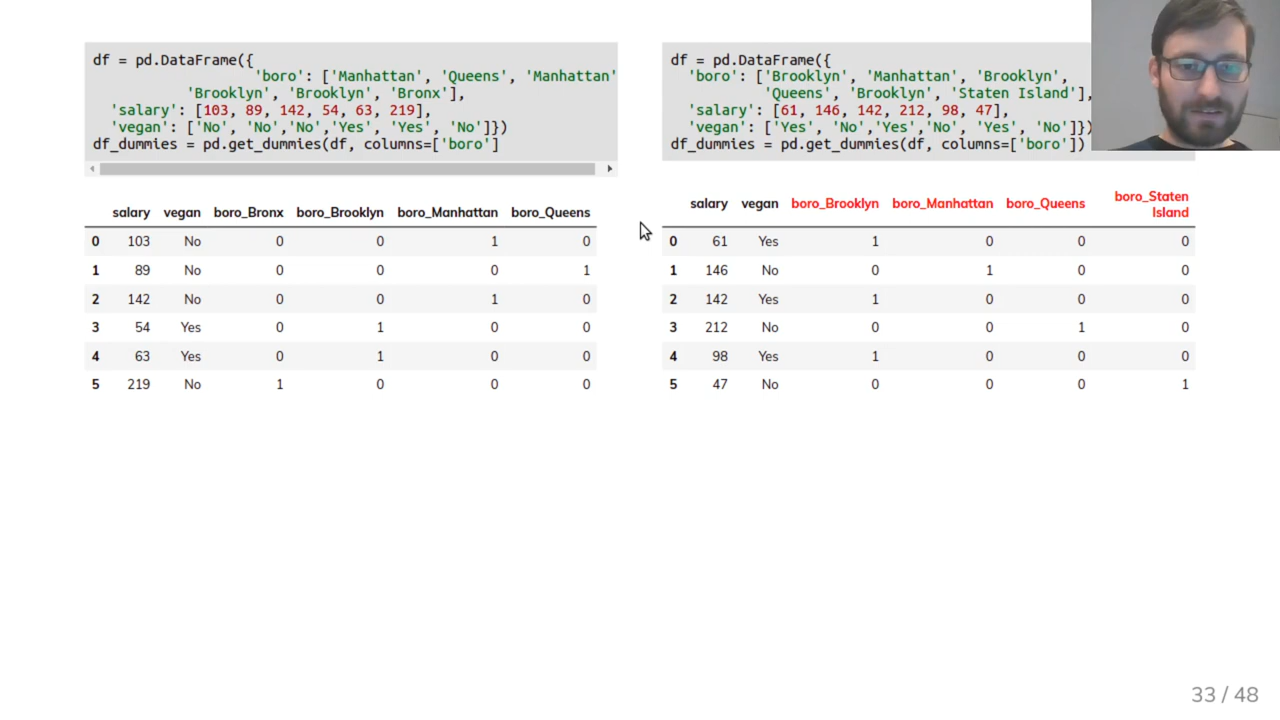 df = pd.DataFrame({
'boro': ['Manhattan', 'Queens', 'Manhattan'
'Brooklyn', 'Brooklyn', 'Bronx'],
'salary': [103, 89, 142, 54, 63, 219],
'vegan': ['No', 'No','No','Yes', 'Yes', 'No']})
df_dummies = pd.get_dummies(df, columns=['boro']
salary vegan boro_Bronx boro_Brooklyn boro_Manhattan boro_Queens
0 103 No 0 0 1 0
1 89 No 0 0 0 1
2 142 No 0 0 1 0
3 54 Yes 0 1 0 0
4 63 Yes 0 1 0 0
5 219 No 1 0 0 0
df = pd.DataFrame({
'boro': ['Brooklyn', 'Manhattan', 'Brooklyn',
'Queens', 'Brooklyn', 'Staten Island'],
'salary': [61, 146, 142, 212, 98, 47],
'vegan': ['Yes', 'No','Yes','No', 'Yes', 'No']})
df_dummies = pd.get_dummies(df, columns=['boro'])
salary vegan boro_Brooklyn boro_Manhattan boro_Queens boro_Staten
Island
0 61 Yes 1 0 0 0
1 146 No 0 1 0 0
2 142 Yes 1 0 0 0
3 212 No 0 0 1 0
4 98 Yes 1 0 0 0
5 47 No 0 0 0 1
33 / 48